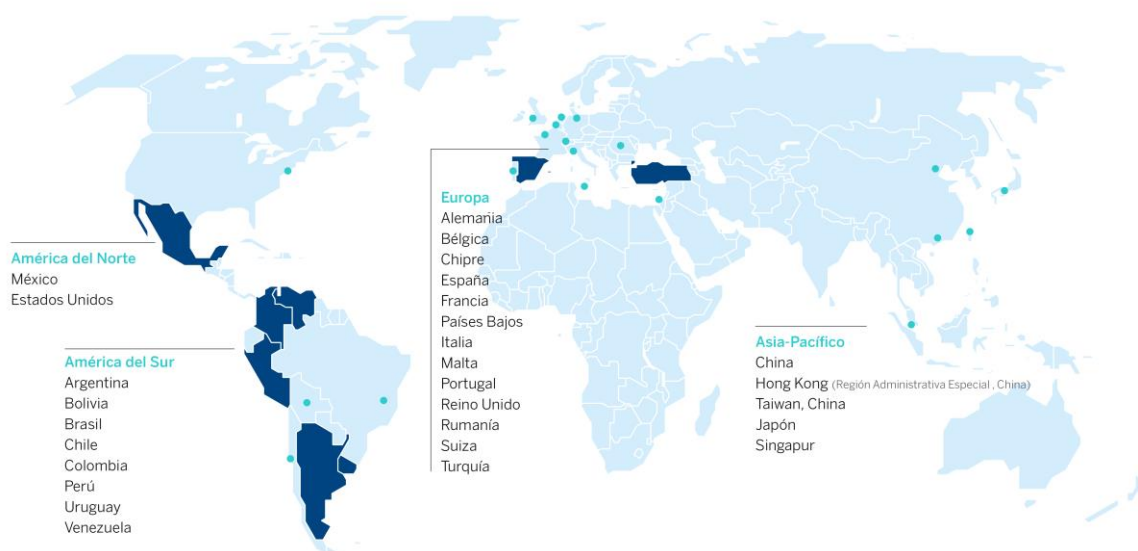 América del Norte
México
Estados Unidos
América del Sur
Argentina
Bolivia
Brasil
Chile
Colombia
Perú
Uruguay
Venezuela
Europa
Alemania
Bélgica
Chipre
España
Francia
Países Bajos
Italia
Malta
Portugal
Reino Unido
Rumanía
Suiza
Turquía
Asia-Pacífico
China
Hong Kong (Región Administrativa Especial , China)
Taiwan, China
Japón
Singapur